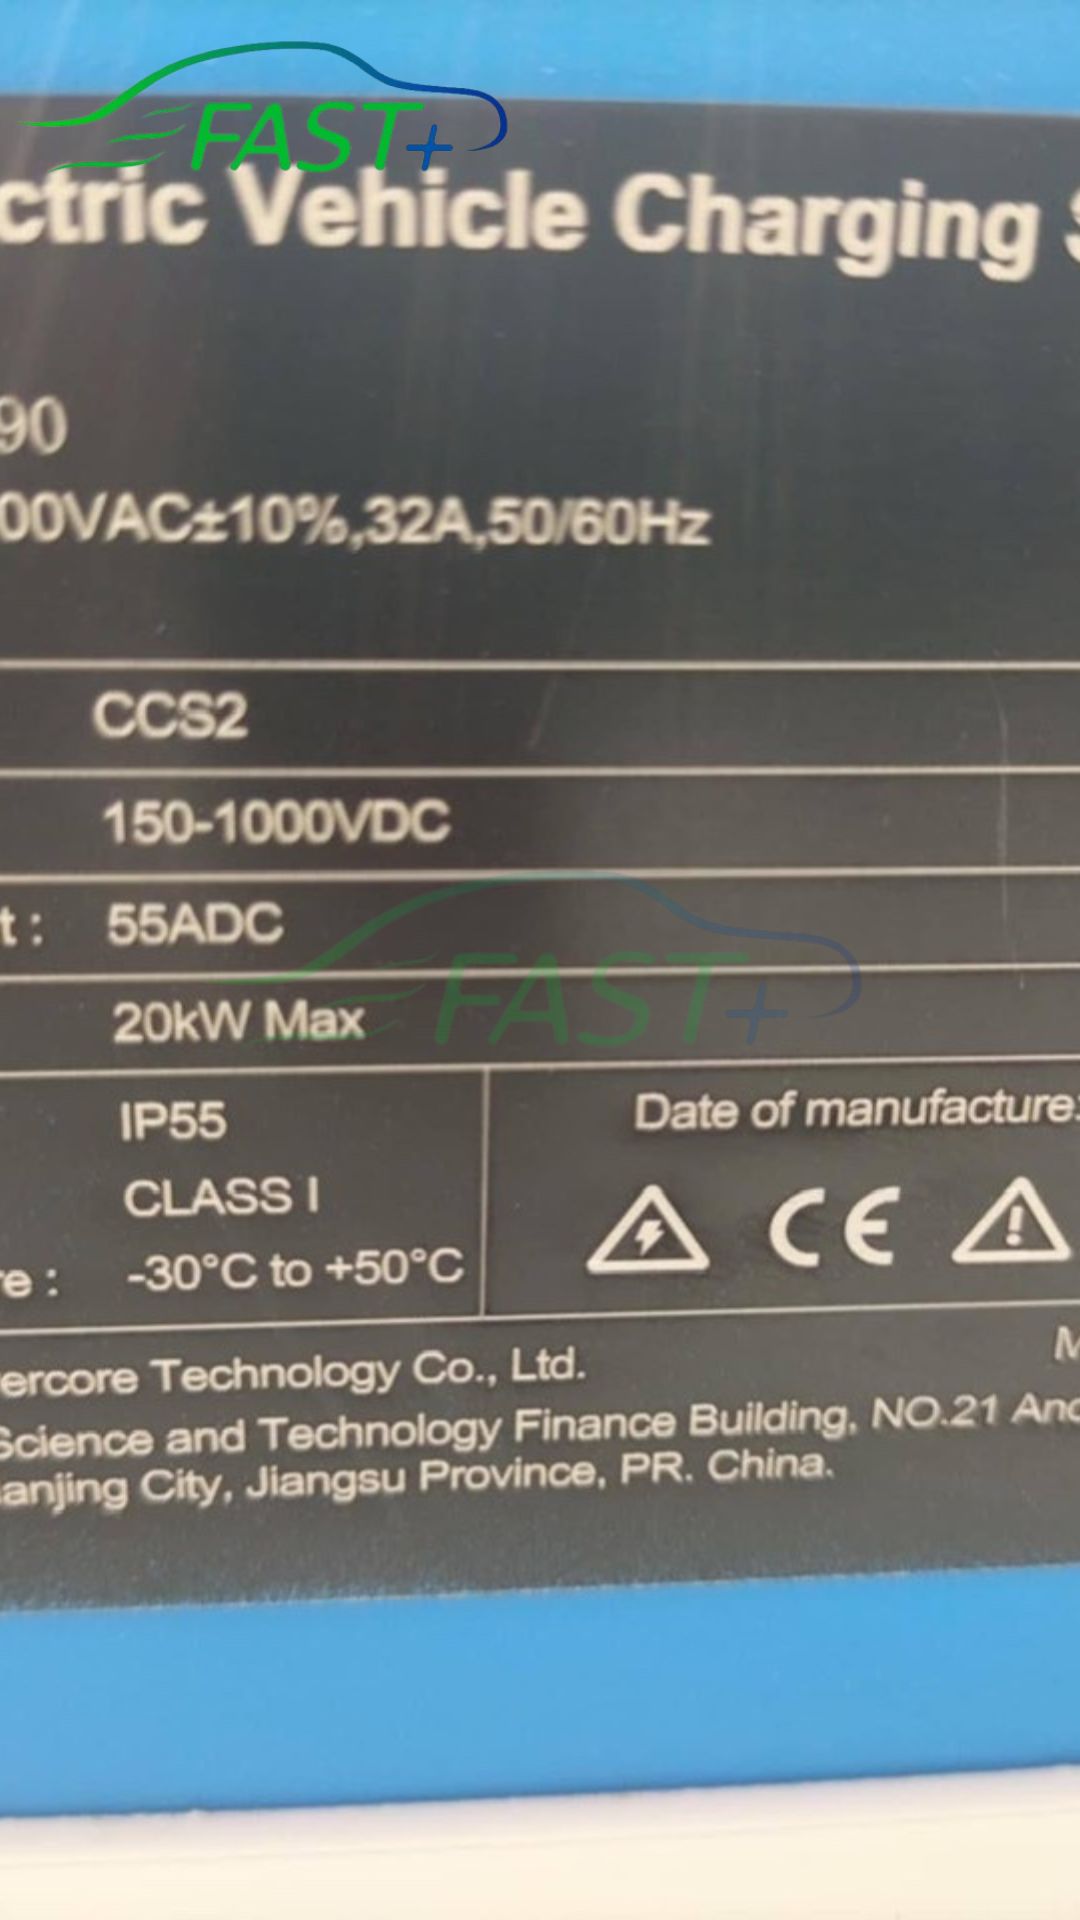 FAST+
ctric Vehicle Charging S
90
00VAC±10%,32A,50/60Hz
CCS2
150-1000VDC
t : 55ADC
FAST+
20kW Max
IP55
Date of manufacture:
CLASS I
CE
re : -30°C to +50°C
M
ercore Technology Co., Ltd.
Science and Technology Finance Building, NO.21 And
anjing City, Jiangsu Province, PR. China.